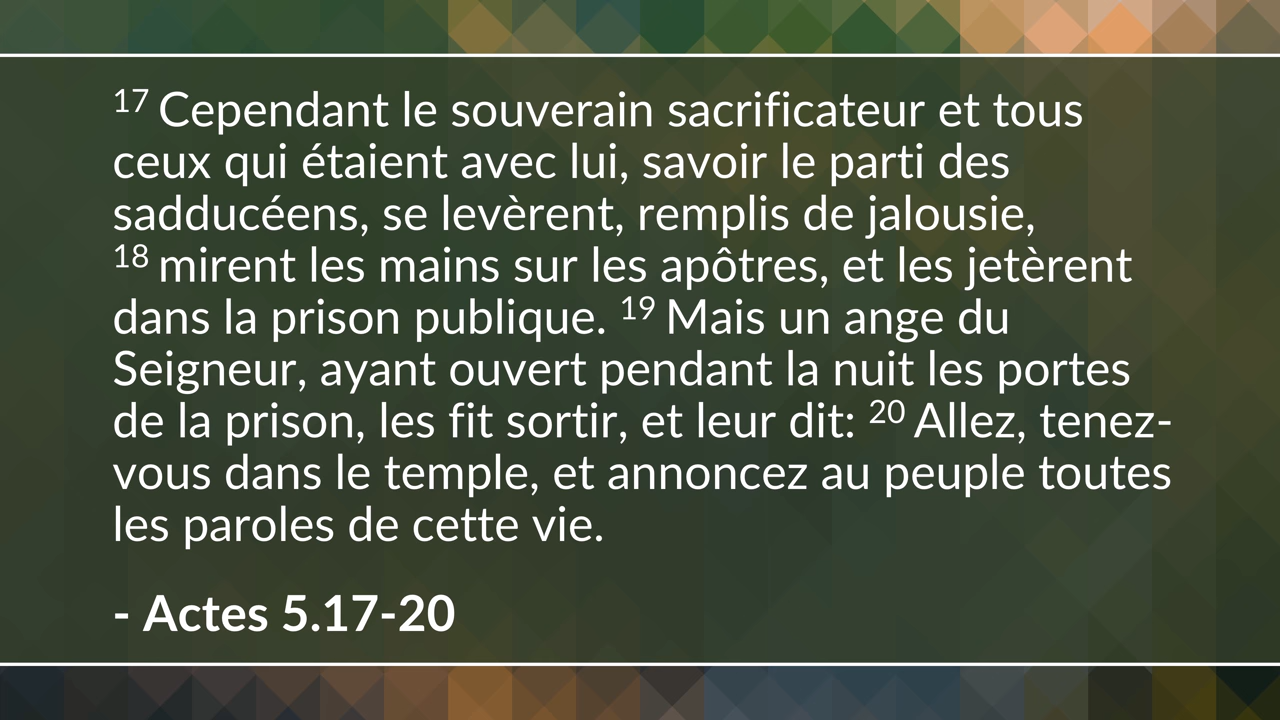 17 Cependant le souverain sacrificateur et tous
ceux qui étaient avec lui, savoir le parti des
sadducéens, se levèrent, remplis de jalousie,
18 mirent les mains sur les apôtres, et les jetèrent
dans la prison publique. 19 Mais un ange du
Seigneur, ayant ouvert pendant la nuit les portes
de la prison, les fit sortir, et leur dit: 20 Allez, tenez-
vous dans le temple, et annoncez au peuple toutes
les paroles de cette vie.
- Actes 5.17-20